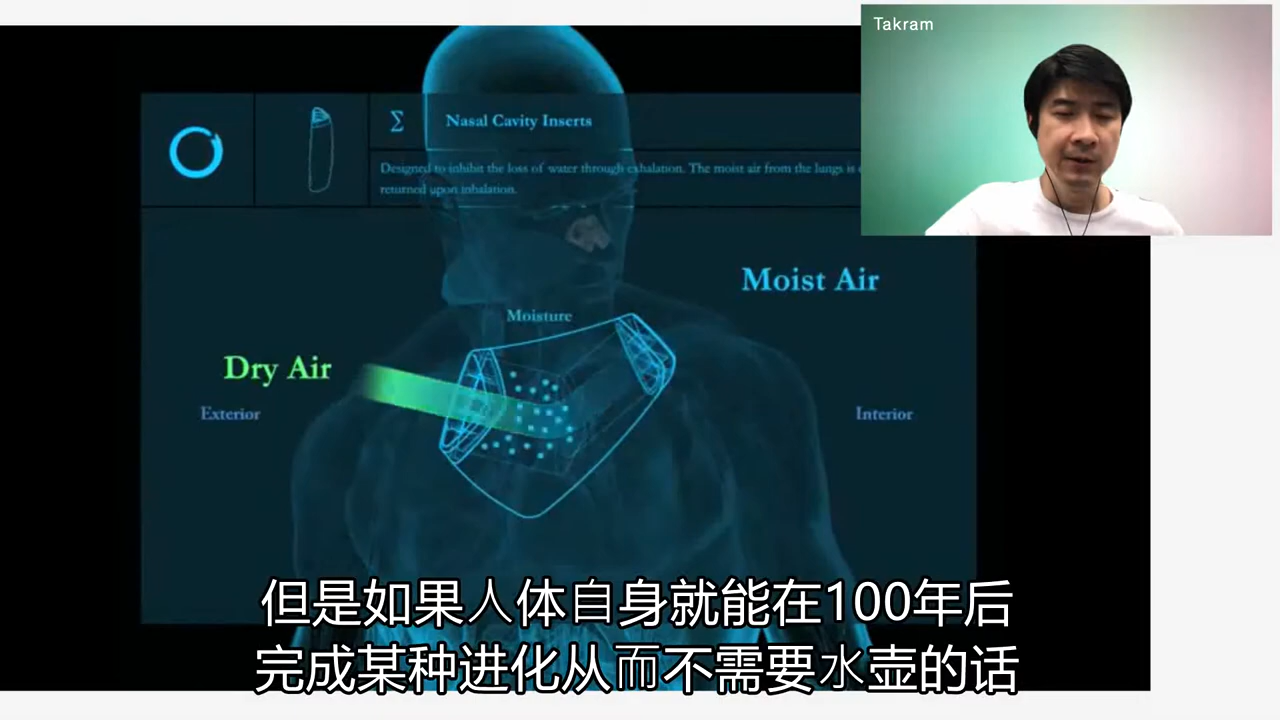 Takram
Σ
Nasal Cavity Inserts
Designed to inhibit the loss of water through exhalation. The moist air from the lungs is
returned upon inhalation.
Moist Air
Moisture
Dry Air
Exterior
Interior
但是如果人体自身就能在100年后
完成某种进化从而不需要水壶的话